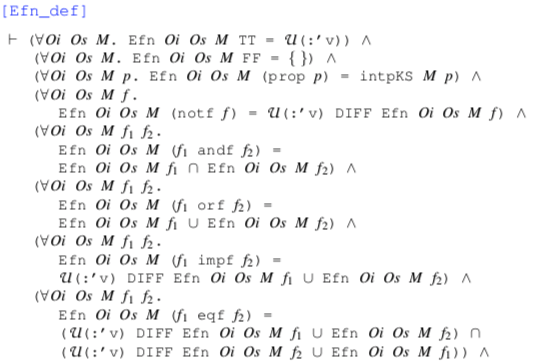 [Efn_def]
⊢ (∀Oi Os M. Efn Oi Os M TT = 𝒰(:'v)) ∧
(∀Oi Os M. Efn Oi Os M FF = { }) ∧
(∀Oi Os M p. Efn Oi Os M (prop p) = intpKS M p) ∧
(∀Oi Os M f.
Efn Oi Os M (notf f) = 𝒰(:'v) DIFF Efn Oi Os M f) ∧
(∀Oi Os M f₁ f₂.
Efn Oi Os M (f₁ andf f₂) =
Efn Oi Os M f₁ ∩ Efn Oi Os M f₂) ∧
(∀Oi Os M f₁ f₂.
Efn Oi Os M (f₁ orf f₂) =
Efn Oi Os M f₁ ∪ Efn Oi Os M f₂) ∧
(∀Oi Os M f₁ f₂.
Efn Oi Os M (f₁ impf f₂) =
𝒰(:'v) DIFF Efn Oi Os M f₁ ∪ Efn Oi Os M f₂) ∧
(∀Oi Os M f₁ f₂.
Efn Oi Os M (f₁ eqf f₂) =
(𝒰(:'v) DIFF Efn Oi Os M f₁ ∪ Efn Oi Os M f₂) ∩
(𝒰(:'v) DIFF Efn Oi Os M f₂ ∪ Efn Oi Os M f₁)) ∧